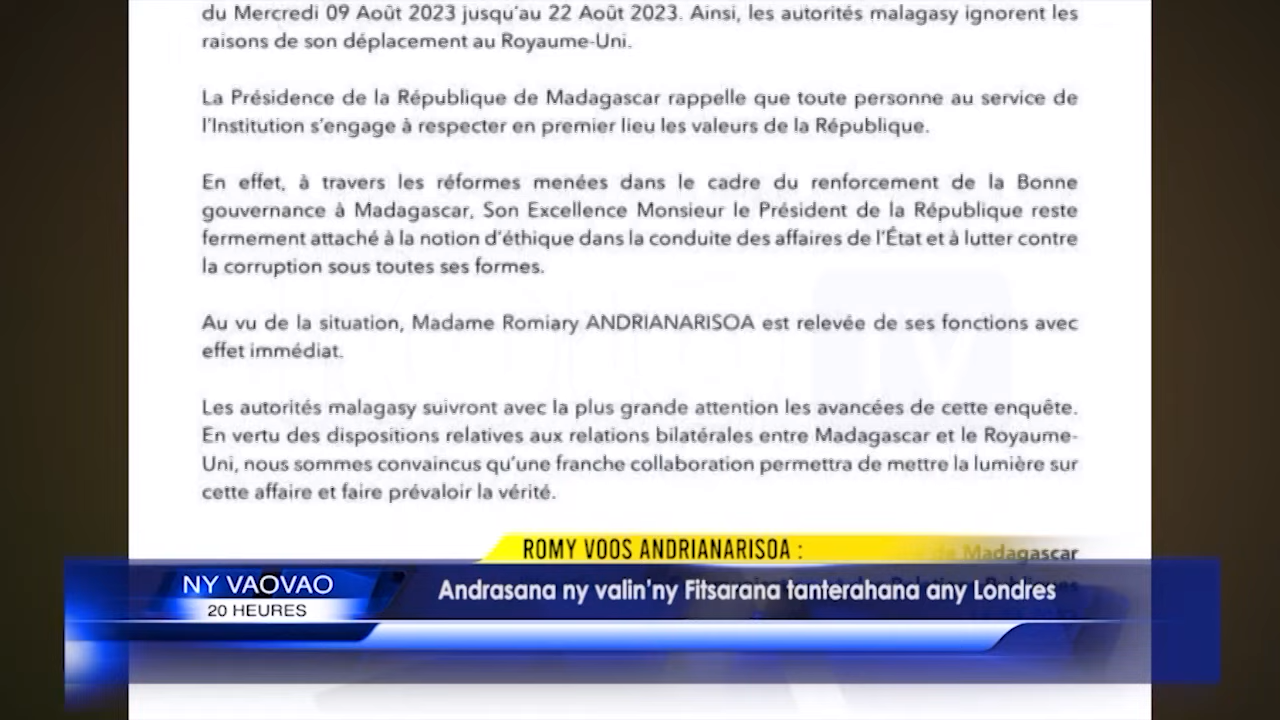 du Mercredi 09 Août 2023 jusqu'au 22 Août 2023. Ainsi, les autorités malagasy ignorent les
raisons de son déplacement au Royaume-Uni.
La Présidence de la République de Madagascar rappelle que toute personne au service de
l'Institution s'engage à respecter en premier lieu les valeurs de la République.
En effet, à travers les réformes menées dans le cadre du renforcement de la Bonne
gouvernance à Madagascar, Son Excellence Monsieur le Président de la République reste
fermement attaché à la notion d'éthique dans la conduite des affaires de l'État et à lutter contre
la corruption sous toutes ses formes.
Au vu de la situation, Madame Romiary ANDRIANARISOA est relevée de ses fonctions avec
effet immédiat.
Les autorités malagasy suivront avec la plus grande attention les avancées de cette enquête.
En vertu des dispositions relatives aux relations bilatérales entre Madagascar et le Royaume-
Uni, nous sommes convaincus qu'une franche collaboration permettra de mettre la lumière sur
cette affaire et faire prévaloir la vérité.
de Madagascar
ROMY VOOS ANDRIANARISOA :
NY VAOVAO
20 HEURES
Andrasana ny valin'ny Fitsarana tanterahana any Londres